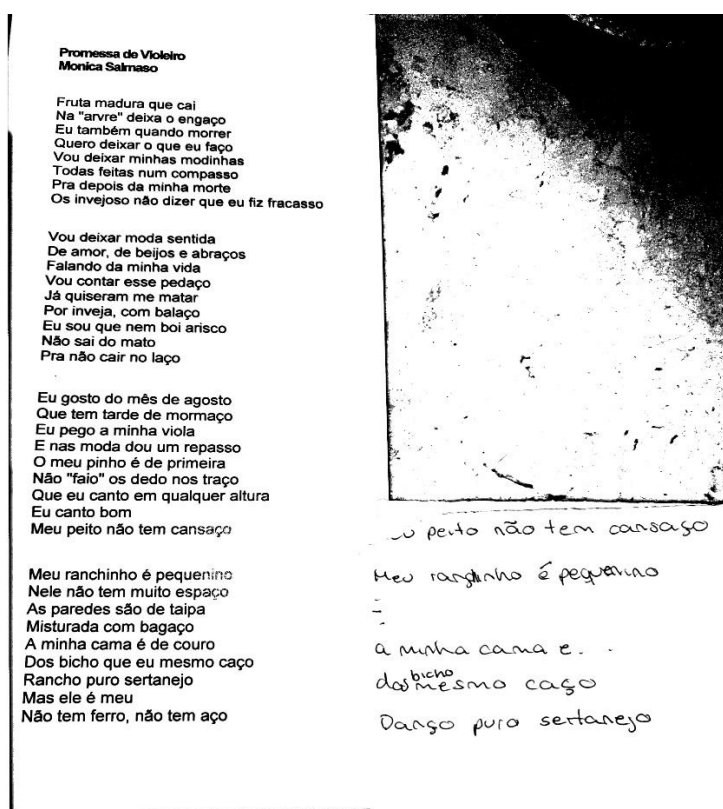 Promessa de Violeiro
Monica Salmaso
Fruta madura que cai
Na "arvre" deixa o engaço
Eu também quando morrer
Quero deixar o que eu faço
Vou deixar minhas modinhas
Todas feitas num compasso
Pra depois da minha morte
Os invejoso não dizer que eu fiz fracasso
Vou deixar moda sentida
De amor, de beijos e abraços
Falando da minha vida
Vou contar esse pedaço
Já quiseram me matar
Por inveja, com balaço
Eu sou que nem boi arisco
Não sai do mato
Pra não cair no laço
Eu gosto do mês de agosto
Que tem tarde de mormaço
Eu pego a minha viola
E nas moda dou um repasso
O meu pinho é de primeira
Não "faio" os dedo nos traço
Que eu canto em qualquer altura
Eu canto bom
Meu peito não tem cansaço
Meu ranchinho é pequenino
Nele não tem muito espaço
As paredes são de taipa
Misturada com bagaço
A minha cama é de couro
Dos bicho que eu mesmo caço
Rancho puro sertanejo
Mas ele é meu
Não tem ferro, não tem aço
peito não tem cansaço
Meu ranchinho é pequenino
a minha cama e. .
dos bicho mesmo caço
puro sertanejo